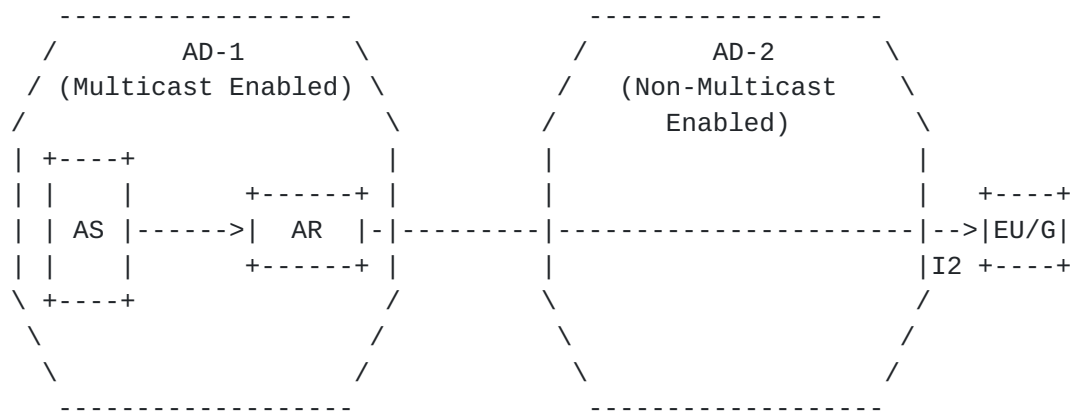 AD-1 AD-2
(Multicast Enabled) (Non-Multicast
Enabled)
AS AR EU/G
I2